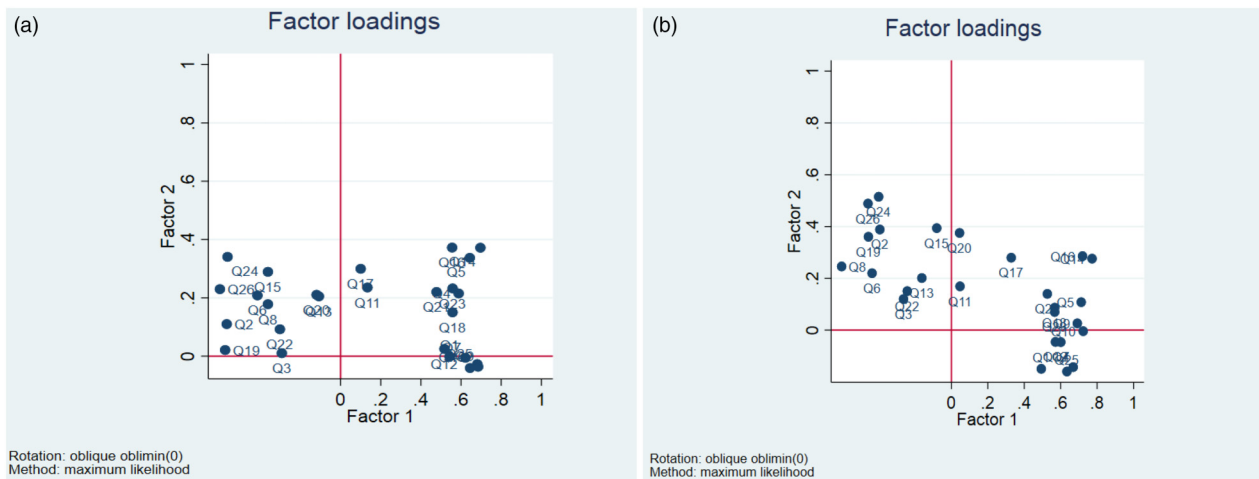 (a)
Factor loadings
1
.8
.6
.4
.2
0
Factor 2
Q24
Q26
Q15
Q6
Q8
Q2
Q22
Q19
Q3
Q20
Q17
Q11
Q14
Q5
Q23
Q18
Q12
0 .2 .4 .6 .8 1
Factor 1
Rotation: oblique oblimin(0)
Method: maximum likelihood
(b)
Factor loadings
1
.8
.6
.4
.2
0
Factor 2
Q24
Q26
Q2
Q19
Q15
Q20
Q8
Q6
Q13
Q22
Q3
Q11
Q17
Q14
Q5
Q10
0 .2 .4 .6 .8 1
Factor 1
Rotation: oblique oblimin(0)
Method: maximum likelihood